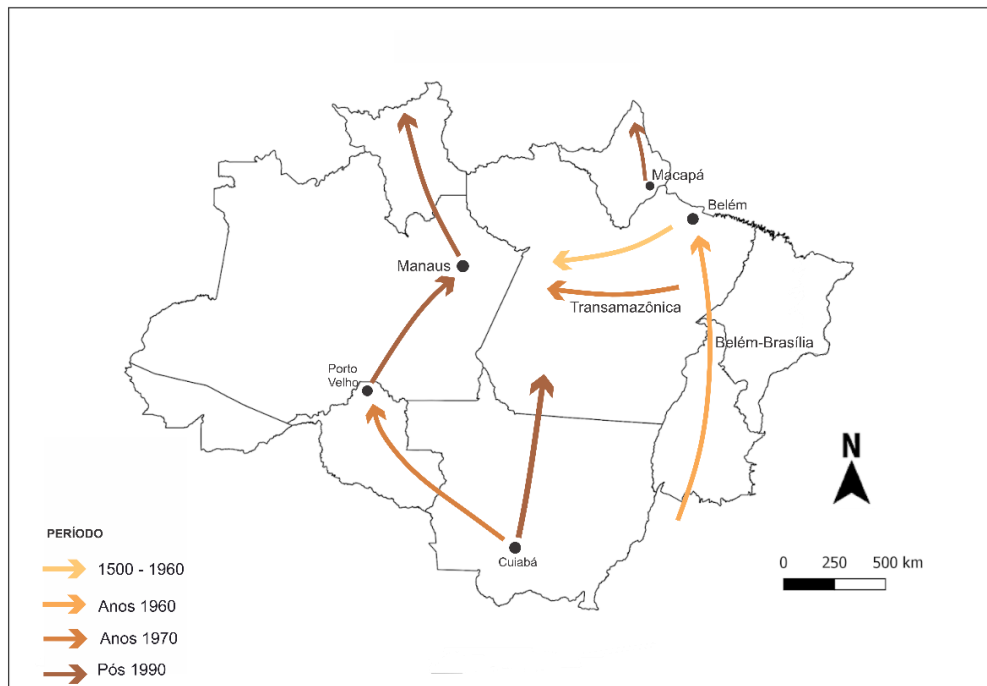 Macapá
Belém
Manaus
Transamazônica
Belém-Brasília
Porto
Velho
Cuiabá
N
0 250 500 km
PERÍODO
1500 - 1960
Anos 1960
Anos 1970
Pós 1990